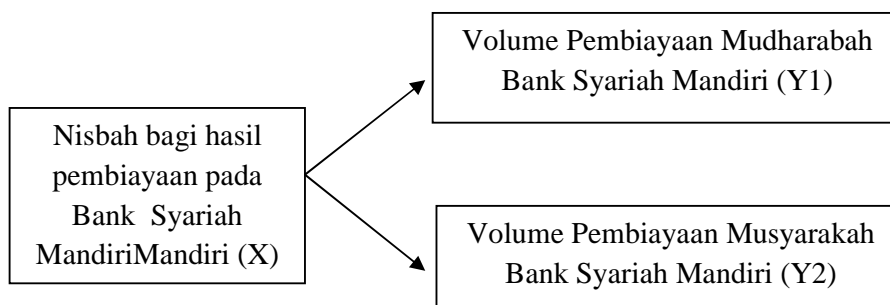 Volume Pembiayaan Mudharabah
Bank Syariah Mandiri (Y1)
Nisbah bagi hasil
pembiayaan pada
Bank Syariah
MandiriMandiri (X)
Volume Pembiayaan Musyarakah
Bank Syariah Mandiri (Y2)